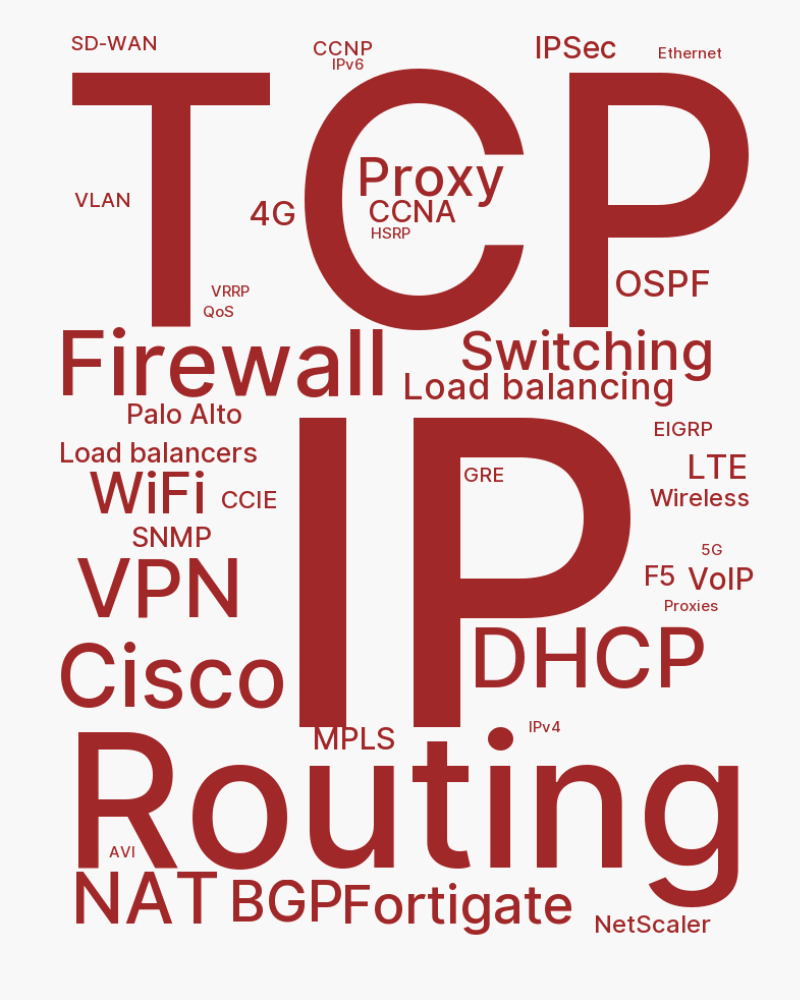 SD-WAN
CCNP
IPSec
Ethernet
IPv6
TCP
Proxy
VLAN
4G
CCNA
HSRP
OSPF
VRRP
QoS
Firewall
Switching
Load balancing
Palo Alto
EIGRP
Load balancers
IP
GRE
LTE
WiFi
CCIE
Wireless
SNMP
5G
VPN
F5
VoIP
Proxies
Cisco
DHCP
MPLS
IPv4
Routing
AVI
NAT
BGP
Fortigate
NetScaler